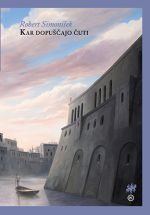 Robert Simonišek
KAR DOPUŠČAJO ČUTI